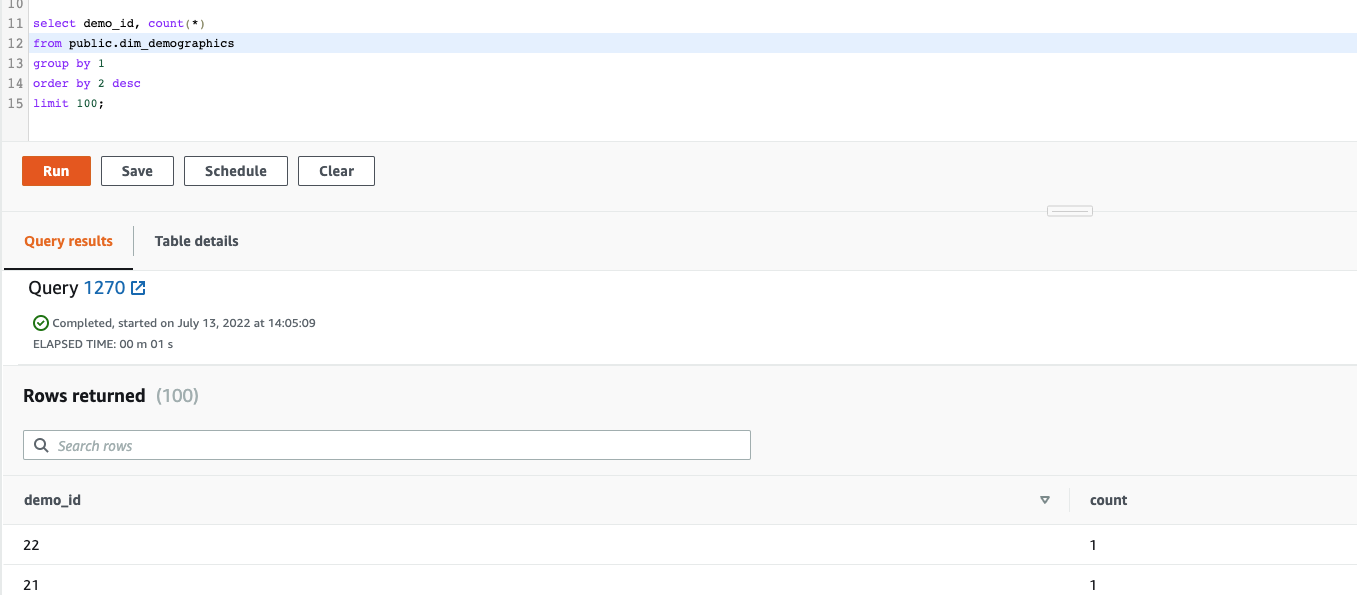 10
11 select demo_id, count(*)
12 from public.dim_demographics
13 group by 1
14 order by 2 desc
15 limit 100;
Run Save Schedule Clear
Query results Table details
Query 1270
Completed, started on July 13, 2022 at 14:05:09
ELAPSED TIME: 00 m 01 s
Rows returned (100)
Search rows
demo_id count
22 1
21 1